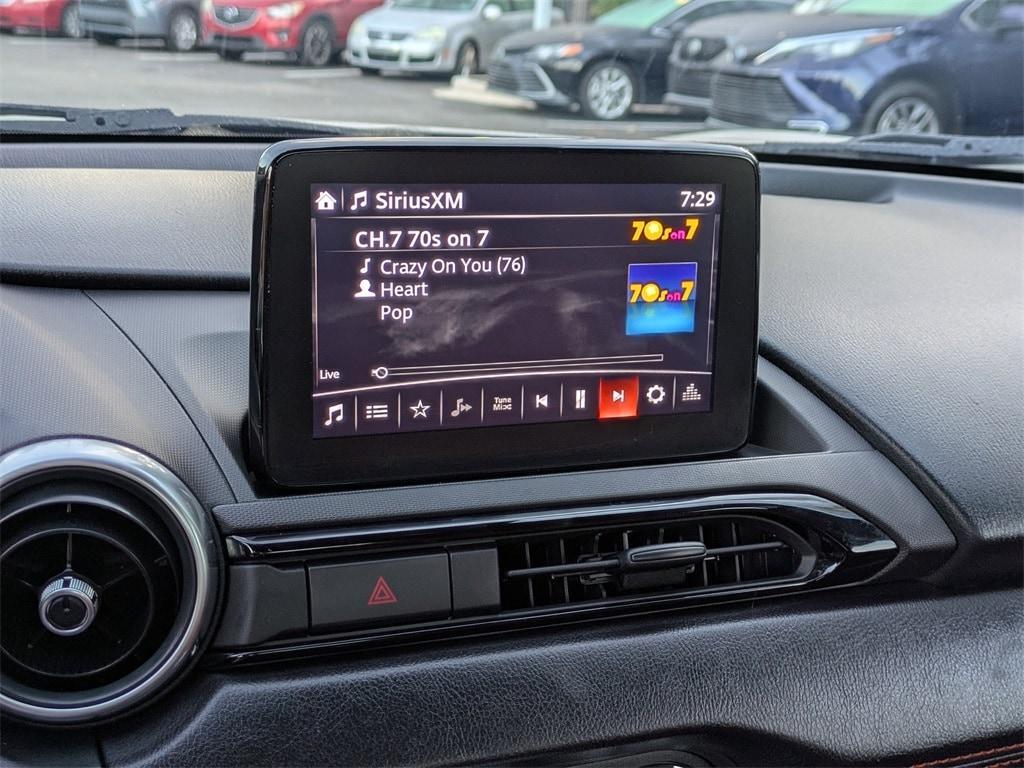 SiriusXM 7:29
CH.7 70s on 7
70s on 7
Crazy On You (76)
Heart
70s on 7
Pop
Live
Tune
Mix